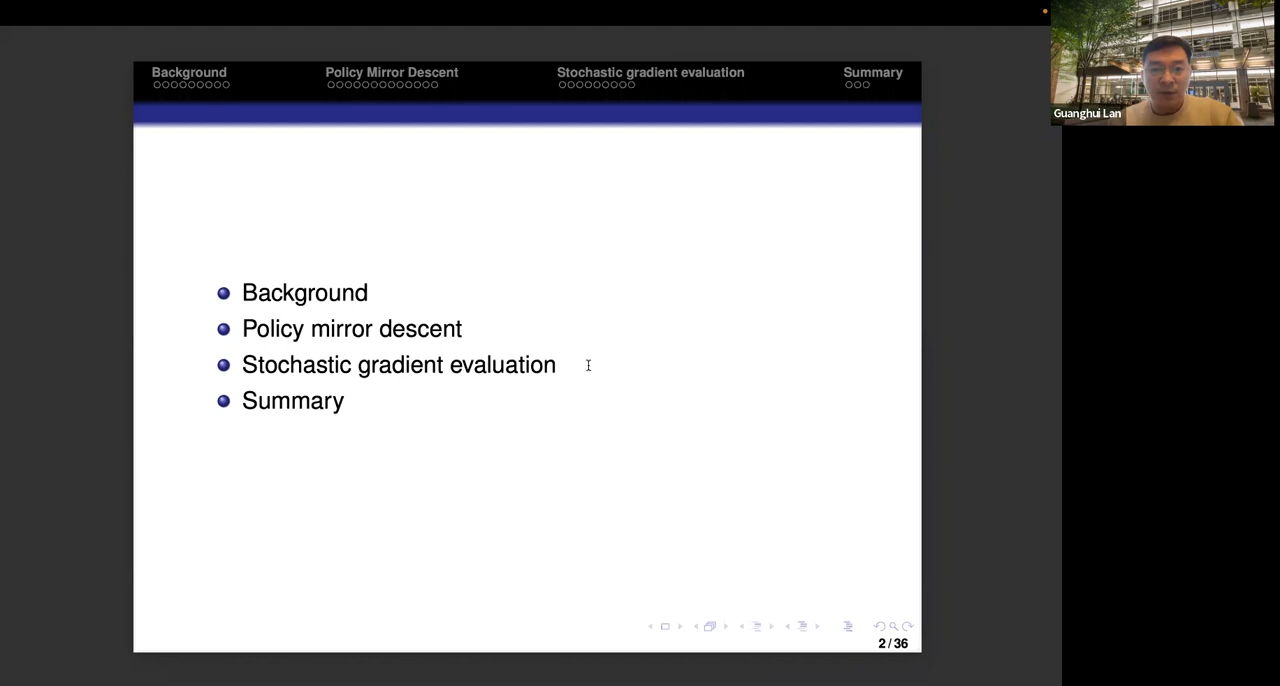 Background
Policy Mirror Descent
Stochastic gradient evaluation
Summary
Guanghui Lan
Background
Policy mirror descent
Stochastic gradient evaluation
Summary
2 / 36